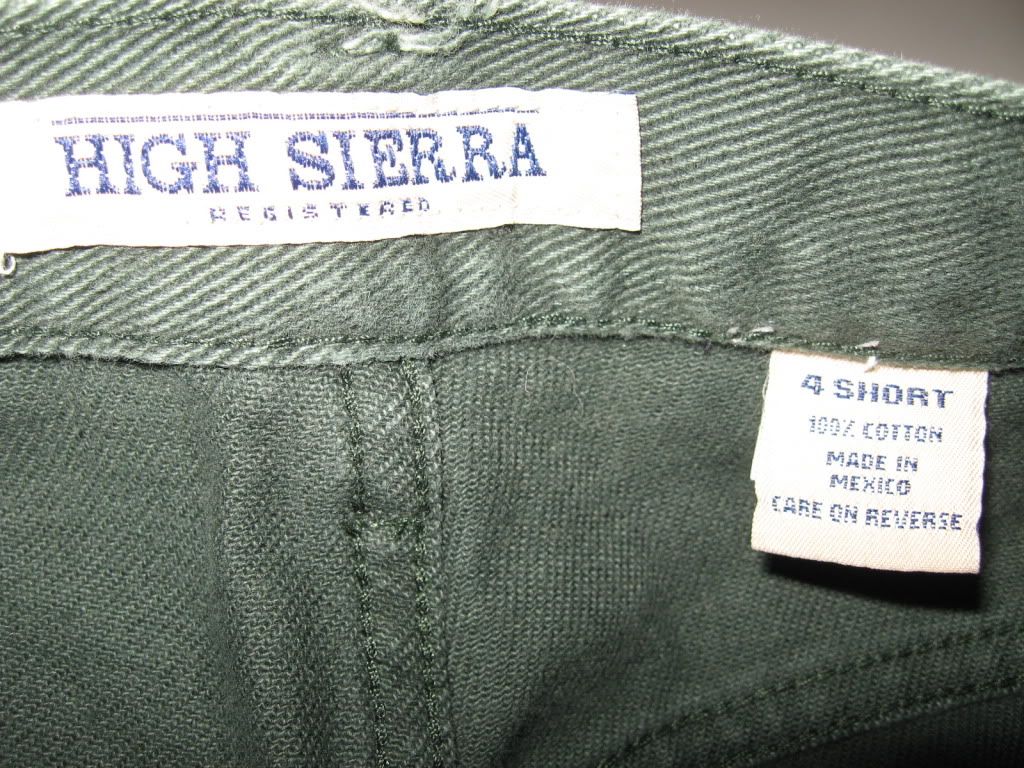 HIGH SIERRA
REGISTERED
4 SHORT
100% COTTON
MADE IN
MEXICO
CARE ON REVERSE